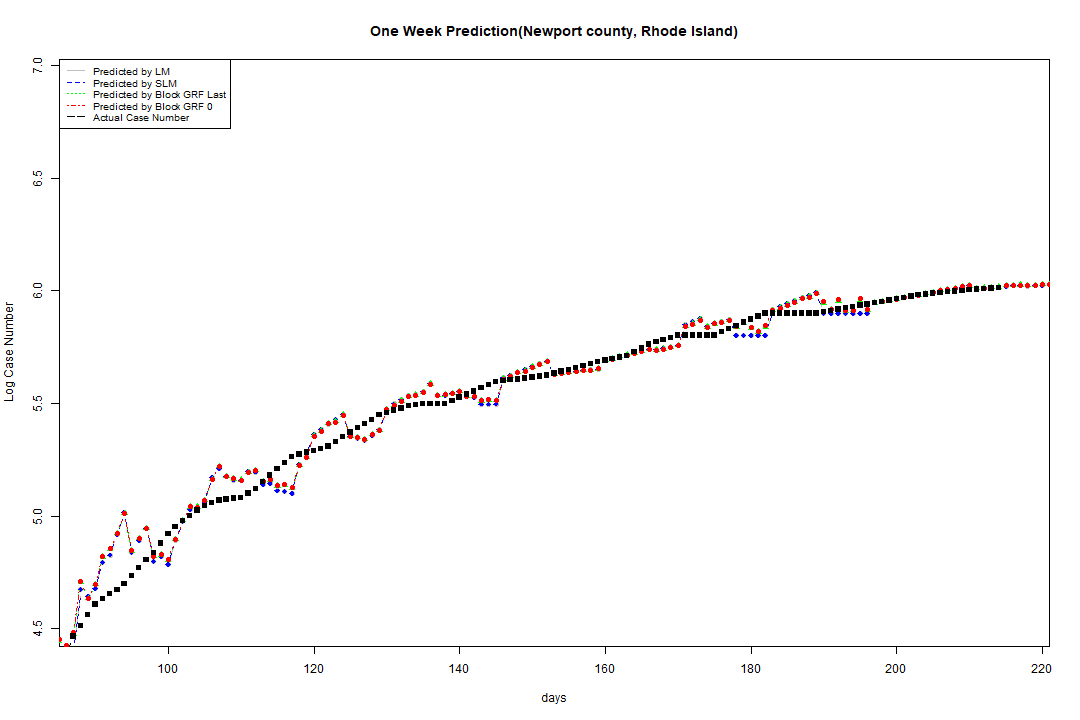 One Week Prediction(Newport county, Rhode Island)
7.0
Predicted by LM
Predicted by SLM
Predicted by Block GRF Last
Predicted by Block GRF 0
Actual Case Number
6.5
6.0
5.5
5.0
4.5
Log Case Number
100 120 140 160 180 200 220
days